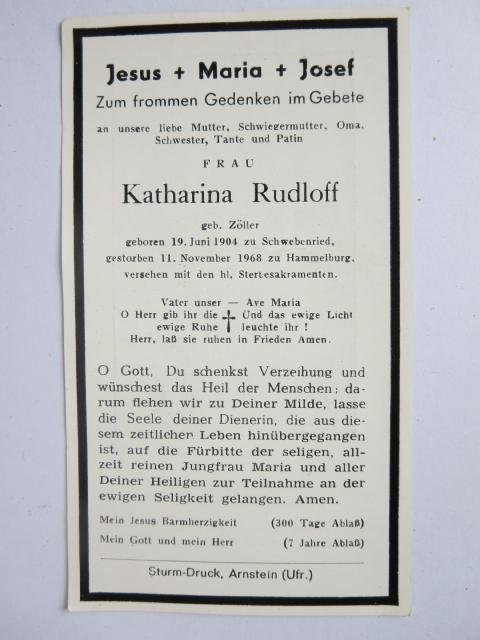 Jesus + Maria + Josef
Zum frommen Gedenken im Gebete
an unsere liebe Mutter, Schwiegermutter, Oma,
Schwester, Tante und Patin
FRAU
Katharina Rudloff
geb. Zöller
geboren 19. Juni 1904 zu Schwebenried,
gestorben 11. November 1968 zu Hammelburg,
versehen mit den hl. Sterbesakramenten.
Vater unser — Ave Maria
O Herr gib ihr die † Und das ewige Licht
ewige Ruhe leuchte ihr !
Herr, laß sie ruhen in Frieden Amen.
O Gott, Du schenkst Verzeihung und
wünschest das Heil der Menschen; da-
rum flehen wir zu Deiner Milde, lasse
die Seele deiner Dienerin, die aus die-
sem zeitlicher Leben hinübergegangen
ist, auf die Fürbitte der seligen, all-
zeit reinen Jungfrau Maria und aller
Deiner Heiligen zur Teilnahme an der
ewigen Seligkeit gelangen. Amen.
Mein Jesus Barmherzigkeit (300 Tage Ablaß)
Mein Gott und mein Herr (7 Jahre Ablaß)
Sturm-Druck, Arnstein (Ufr.)